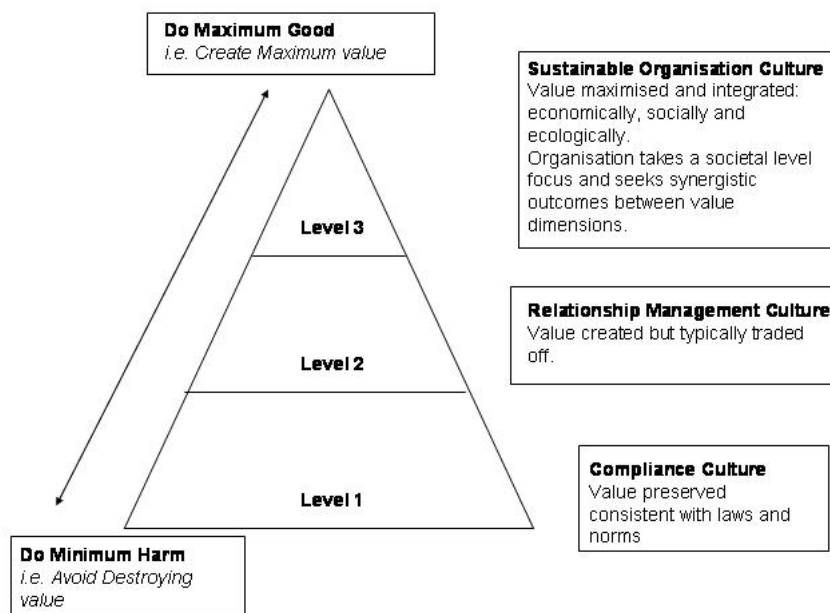 Do Maximum Good
i.e. Create Maximum value
Sustainable Organisation Culture
Value maximised and integrated:
economically, socially and
ecologically.
Organisation takes a societal level
focus and seeks synergistic
outcomes between value
dimensions.
Level 3
Relationship Management Culture
Value created but typically traded
off.
Level 2
Compliance Culture
Value preserved
consistent with laws and
norms
Level 1
Do Minimum Harm
i.e. Avoid Destroying
value